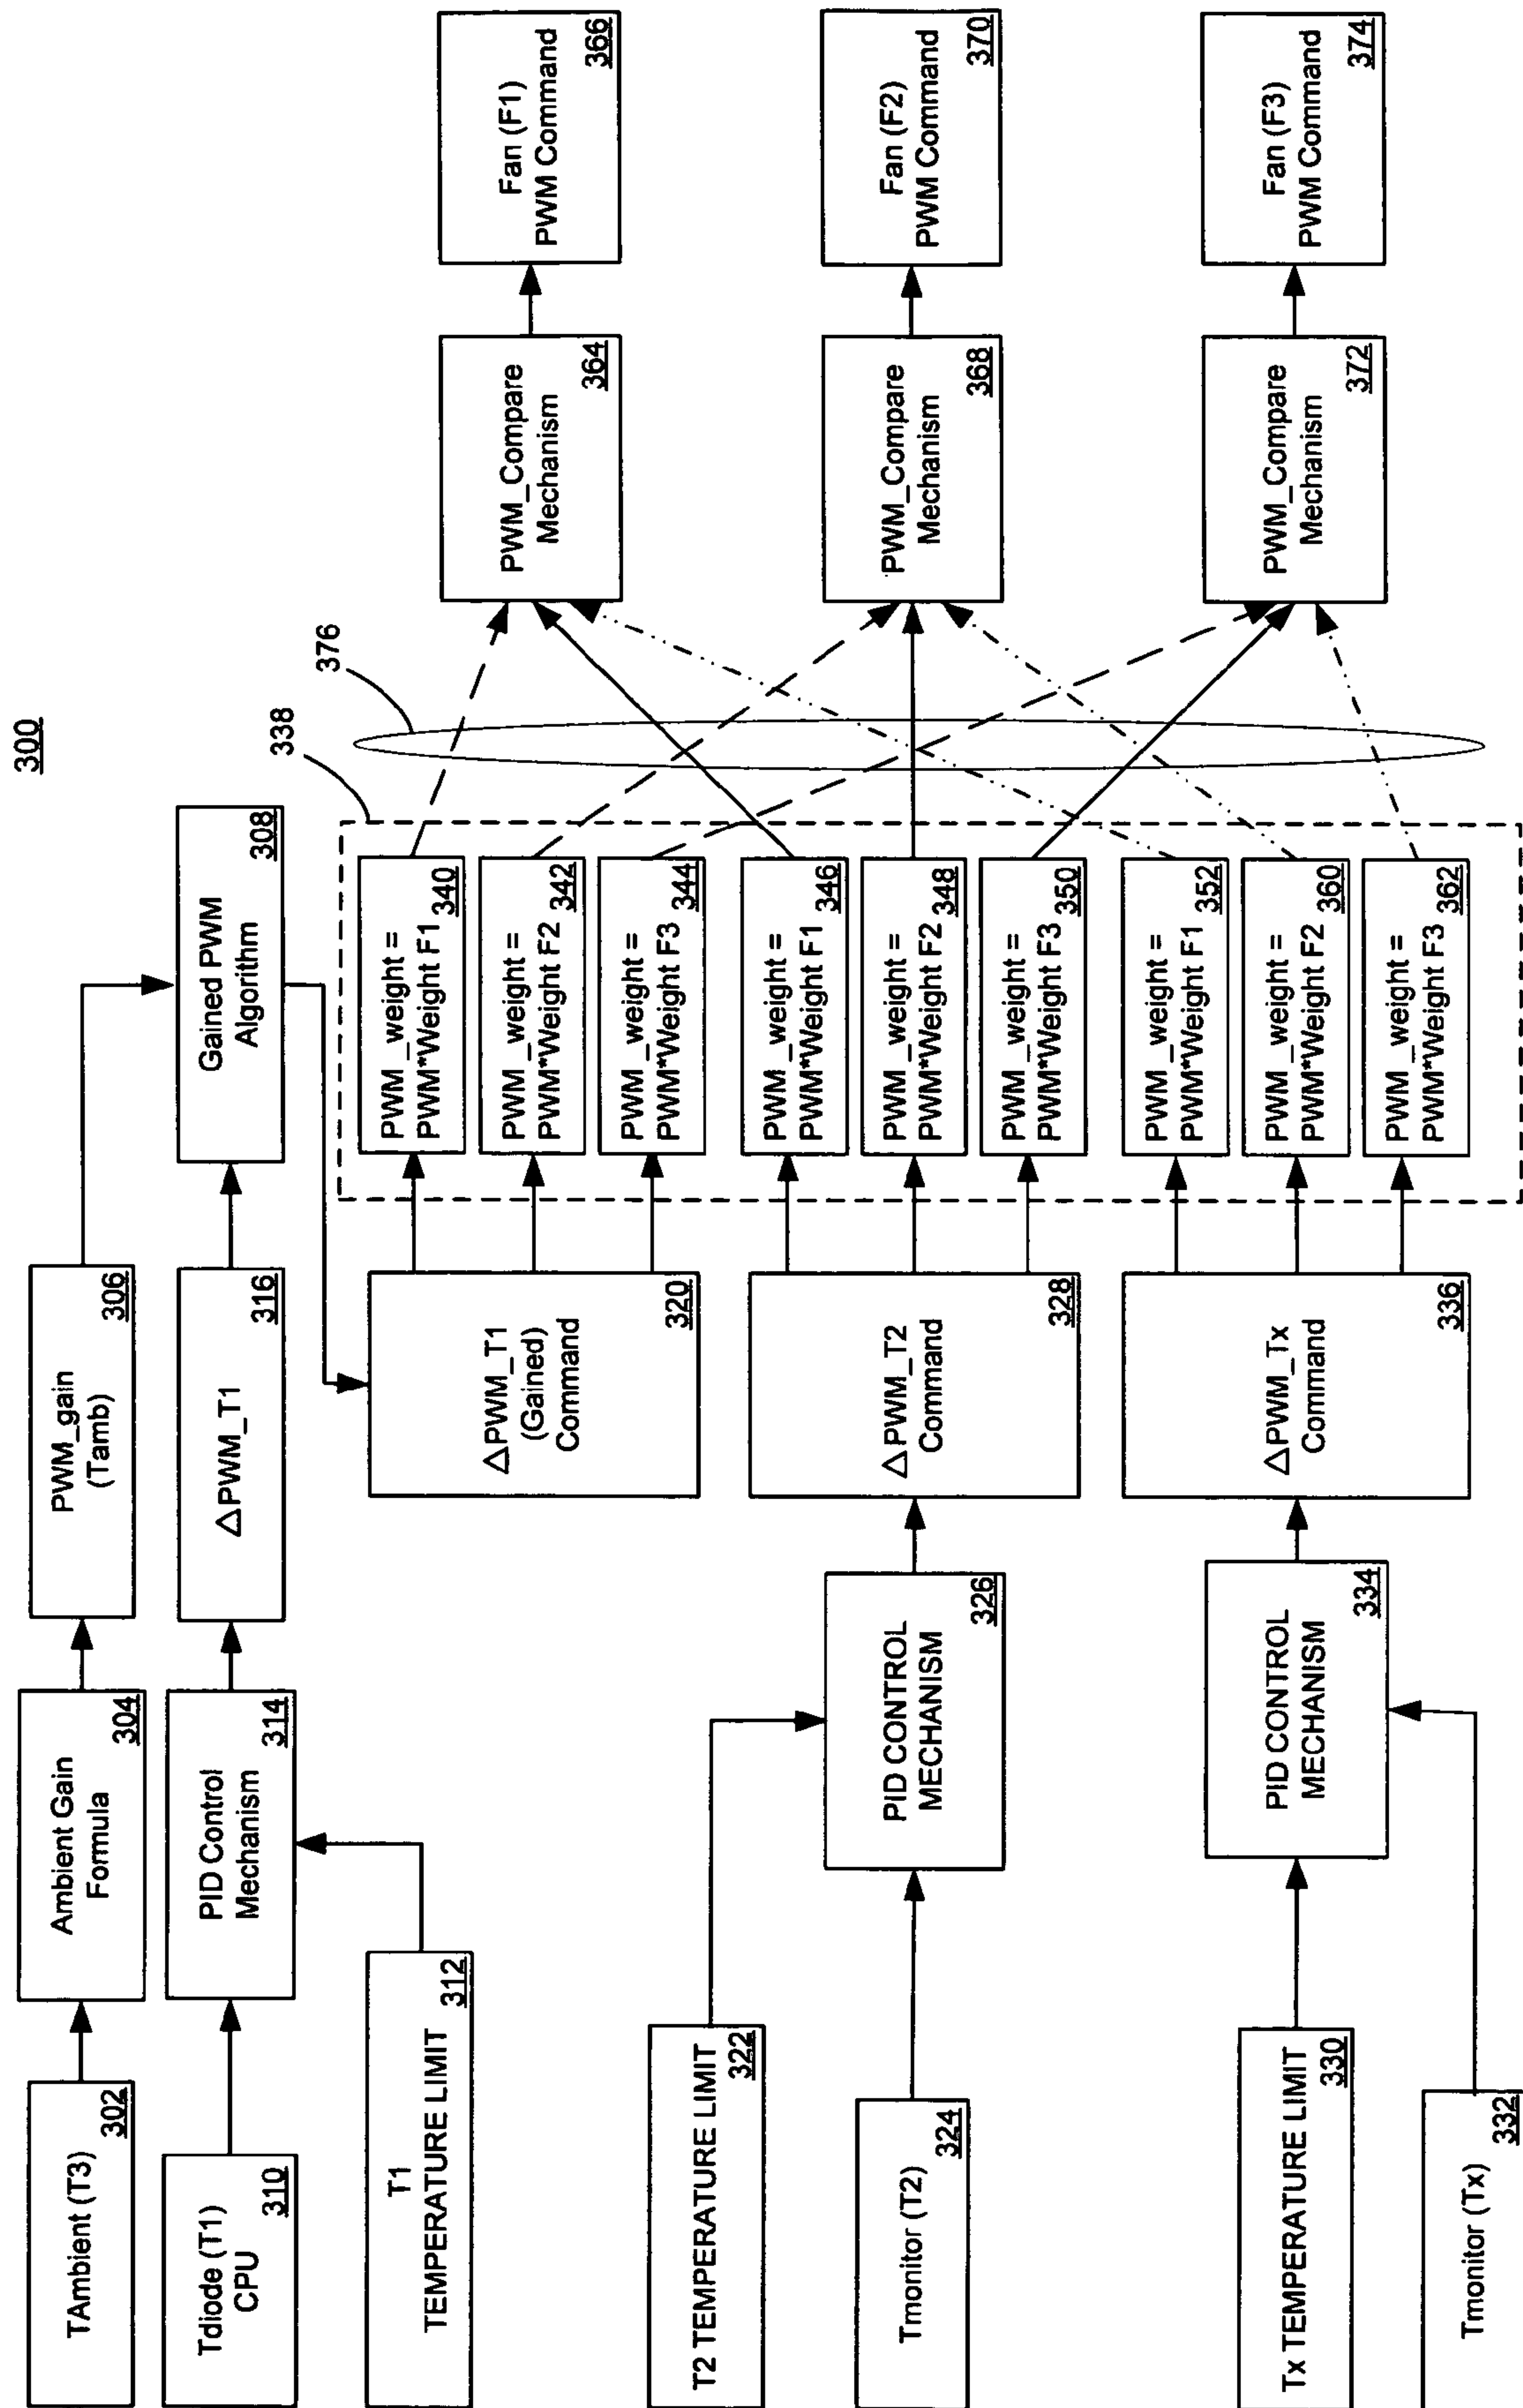 300
TAmbient (T3)
302
Ambient Gain
Formula
304
PWM_gain
(Tamb)
306
Gained PWM
Algorithm
308
Tdiode (T1)
CPU
310
PID Control
Mechanism
314
△PWM_T1
316
T1
TEMPERATURE LIMIT
312
△PWM_T1
(Gained)
Command
320
338
376
PWM_weight =
PWM*Weight F1
340
PWM_weight =
PWM*Weight F2
342
PWM_weight =
PWM*Weight F3
344
PWM_Compare
Mechanism
364
Fan (F1)
PWM Command
366
T2 TEMPERATURE LIMIT
322
Tmonitor (T2)
324
PID CONTROL
MECHANISM
326
△PWM_T2
Command
328
PWM_weight =
PWM*Weight F1
346
PWM_weight =
PWM*Weight F2
348
PWM_weight =
PWM*Weight F3
350
PWM_Compare
Mechanism
368
Fan (F2)
PWM Command
370
Tx TEMPERATURE LIMIT
330
Tmonitor (Tx)
332
PID CONTROL
MECHANISM
334
△PWM_Tx
Command
336
PWM_weight =
PWM*Weight F1
352
PWM_weight =
PWM*Weight F2
360
PWM_weight =
PWM*Weight F3
362
PWM_Compare
Mechanism
372
Fan (F3)
PWM Command
374